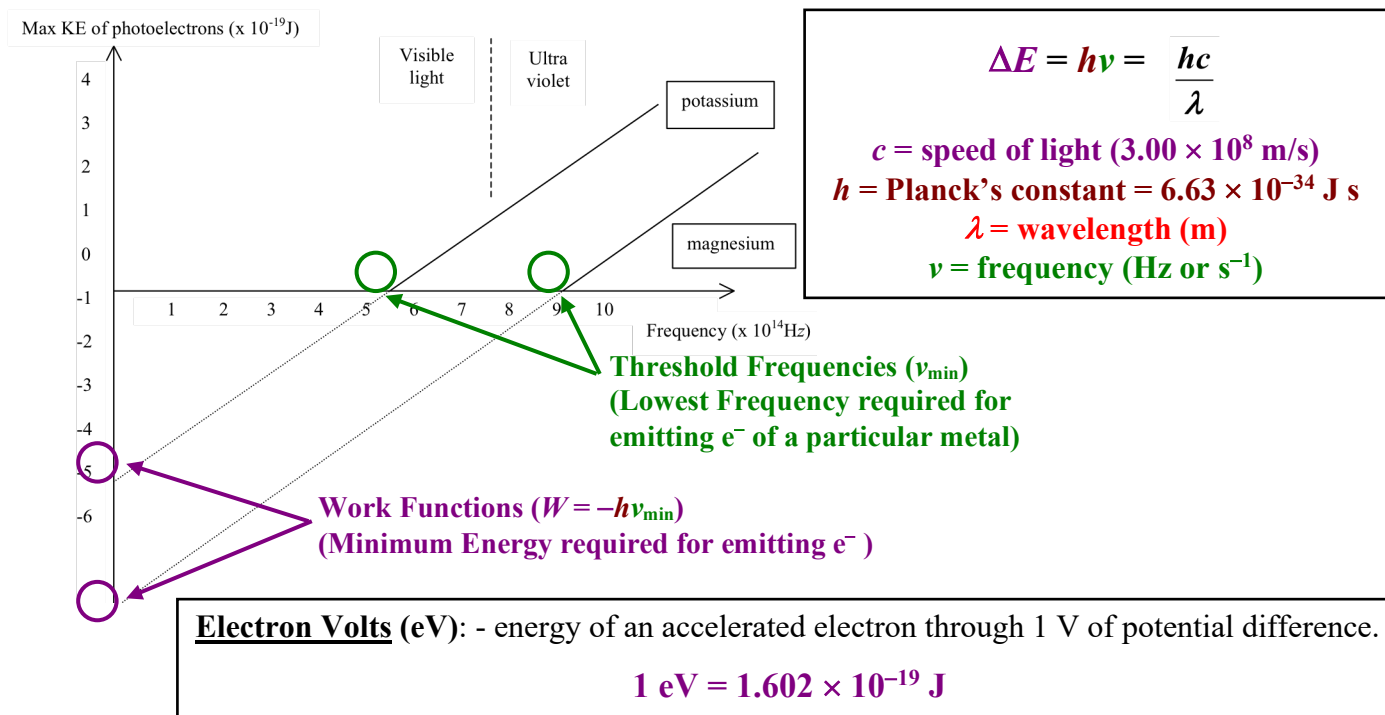 Max KE of photoelectrons (x 10⁻¹⁹J)
Visible
light
Ultra
violet
4
3
2
1
0
-1
-2
-3
-4
-5
-6
potassium
magnesium
1 2 3 4 5 6 7 8 9 10
Frequency (x 10¹⁴Hz)
ΔE = hν = hc/λ
c = speed of light (3.00 × 10⁸ m/s)
h = Planck’s constant = 6.63 × 10⁻³⁴ J s
λ = wavelength (m)
ν = frequency (Hz or s⁻¹)
Threshold Frequencies (νmin)
(Lowest Frequency required for
emitting e⁻ of a particular metal)
Work Functions (W = –hνmin)
(Minimum Energy required for emitting e⁻ )
Electron Volts (eV): - energy of an accelerated electron through 1 V of potential difference.
1 eV = 1.602 × 10⁻¹⁹ J